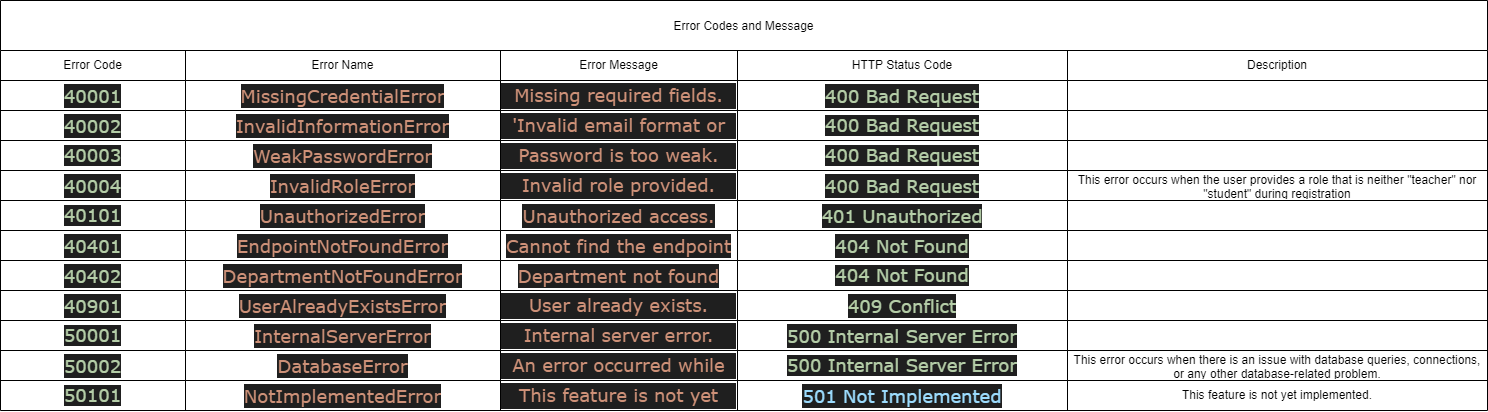 Error Codes and Message
Error Code Error Name Error Message HTTP Status Code Description
40001 MissingCredentialError Missing required fields. 400 Bad Request
40002 InvalidInformationError 'Invalid email format or 400 Bad Request
40003 WeakPasswordError Password is too weak. 400 Bad Request
40004 InvalidRoleError Invalid role provided. 400 Bad Request This error occurs when the user provides a role that is neither "teacher" nor
"student" during registration
40101 UnauthorizedError Unauthorized access. 401 Unauthorized
40401 EndpointNotFoundError Cannot find the endpoint 404 Not Found
40402 DepartmentNotFoundError Department not found 404 Not Found
40901 UserAlreadyExistsError User already exists. 409 Conflict
50001 InternalServerError Internal server error. 500 Internal Server Error
50002 DatabaseError An error occurred while 500 Internal Server Error This error occurs when there is an issue with database queries, connections,
or any other database-related problem.
50101 NotImplementedError This feature is not yet 501 Not Implemented This feature is not yet implemented.